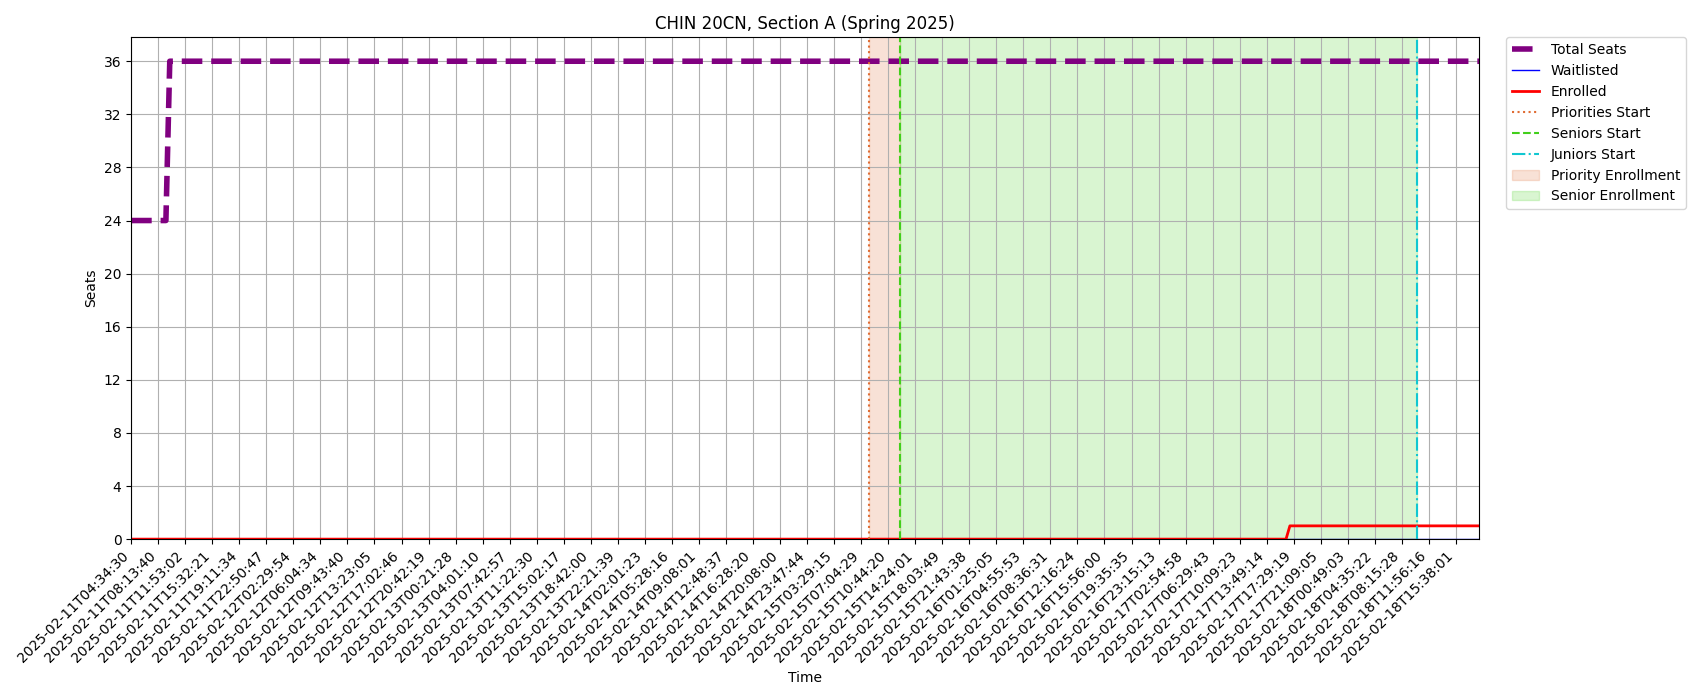 CHIN 20CN, Section A (Spring 2025)
36
32
28
24
20
16
12
8
4
0
Seats
Total Seats
Waitlisted
Enrolled
Priorities Start
Seniors Start
Juniors Start
Priority Enrollment
Senior Enrollment
2025-02-11T04:34:30
2025-02-11T08:13:40
2025-02-11T11:53:02
2025-02-11T15:32:21
2025-02-11T19:11:34
2025-02-11T22:50:47
2025-02-12T02:29:54
2025-02-12T06:04:34
2025-02-12T09:43:40
2025-02-12T13:23:05
2025-02-12T17:02:46
2025-02-12T20:42:19
2025-02-13T00:21:28
2025-02-13T04:01:10
2025-02-13T07:42:57
2025-02-13T11:22:30
2025-02-13T15:02:17
2025-02-13T18:42:00
2025-02-13T22:21:39
2025-02-14T02:01:23
2025-02-14T05:28:16
2025-02-14T09:08:01
2025-02-14T12:48:37
2025-02-14T16:28:20
2025-02-14T20:08:00
2025-02-14T23:47:44
2025-02-15T03:29:15
2025-02-15T07:04:29
2025-02-15T10:44:20
2025-02-15T14:24:01
2025-02-15T18:03:49
2025-02-15T21:43:38
2025-02-16T01:25:05
2025-02-16T04:55:53
2025-02-16T08:36:31
2025-02-16T12:16:24
2025-02-16T15:56:00
2025-02-16T19:35:35
2025-02-16T23:15:13
2025-02-17T02:54:58
2025-02-17T06:29:43
2025-02-17T10:09:23
2025-02-17T13:49:14
2025-02-17T17:29:19
2025-02-17T21:09:05
2025-02-18T00:49:03
2025-02-18T04:35:22
2025-02-18T08:15:28
2025-02-18T11:56:16
2025-02-18T15:38:01
Time